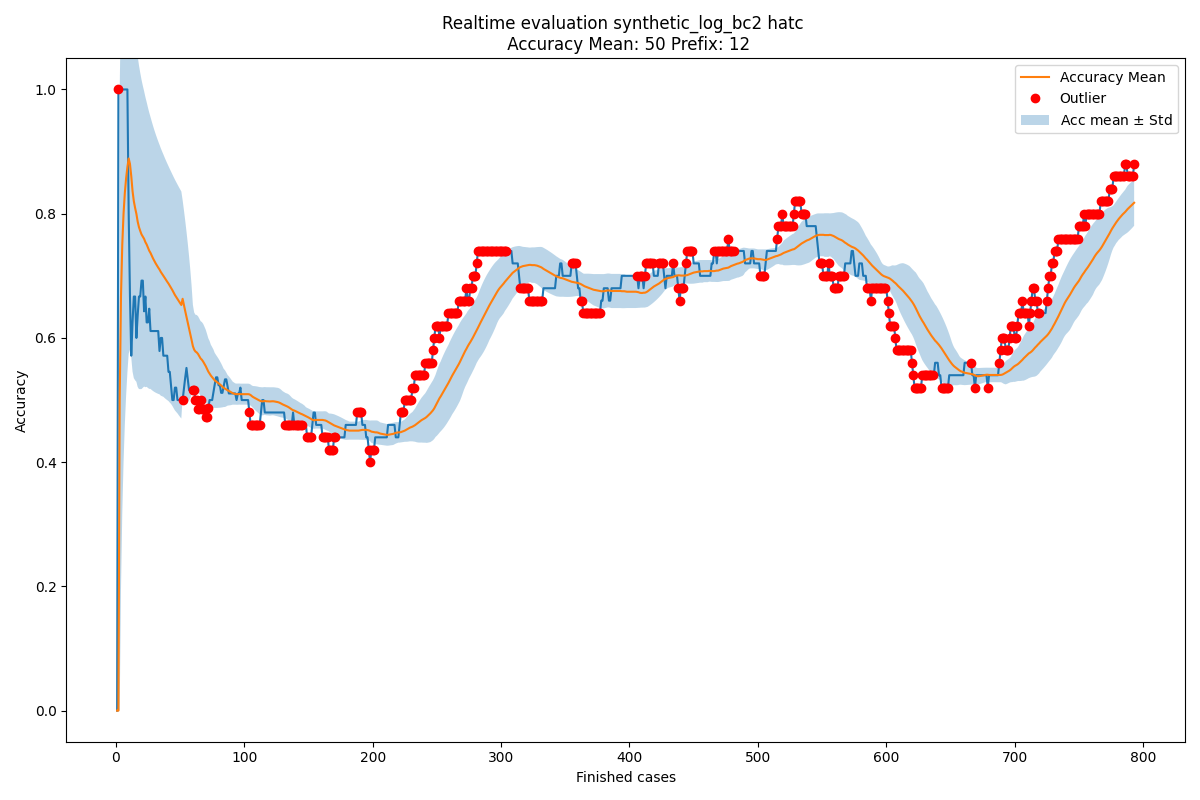 Realtime evaluation synthetic_log_bc2 hatc
Accuracy Mean: 50 Prefix: 12
Accuracy Mean
Outlier
Acc mean ± Std
Accuracy
1.0
0.8
0.6
0.4
0.2
0.0
0 100 200 300 400 500 600 700 800
Finished cases